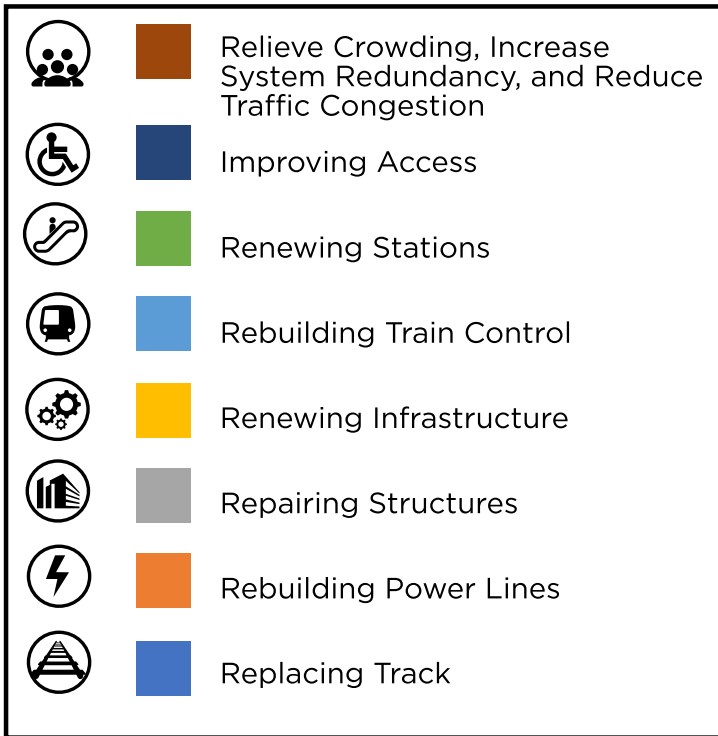 Relieve Crowding, Increase
System Redundancy, and Reduce
Traffic Congestion
Improving Access
Renewing Stations
Rebuilding Train Control
Renewing Infrastructure
Repairing Structures
Rebuilding Power Lines
Replacing Track